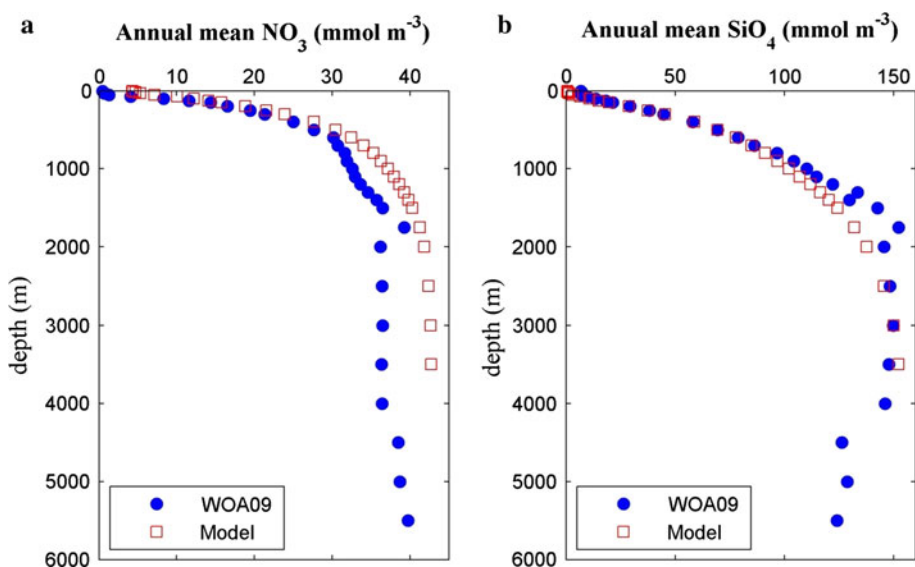 a
Annual mean NO3 (mmol m-3)
0 10 20 30 40
0
1000
2000
3000
4000
5000
6000
depth (m)
WOA09
Model
b
Anuual mean SiO4 (mmol m-3)
0 50 100 150
0
1000
2000
3000
4000
5000
6000
depth (m)
WOA09
Model